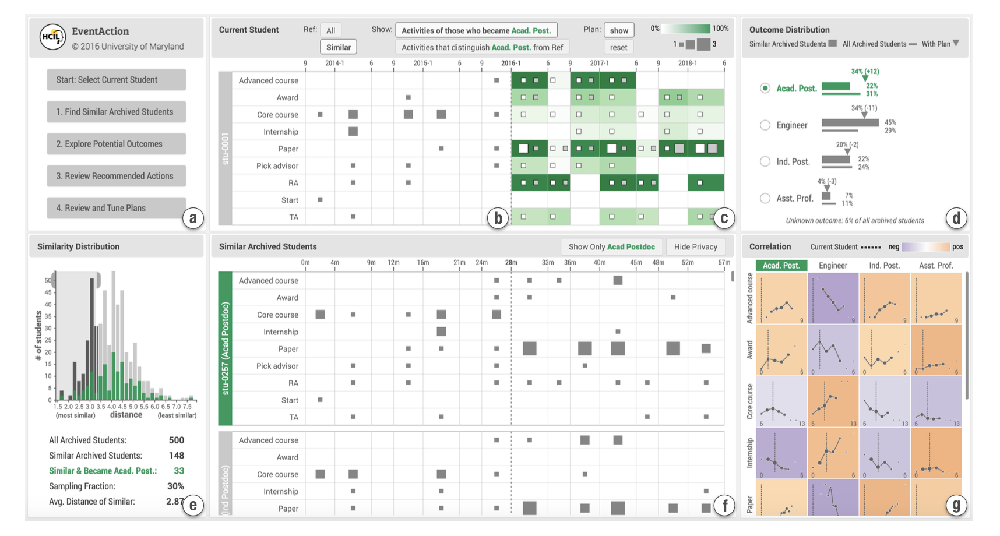 HCIL
EventAction
© 2016 University of Maryland
Start: Select Current Student
1. Find Similar Archived Students
2. Explore Potential Outcomes
3. Review Recommended Actions
4. Review and Tune Plans
a
Current Student
Ref: All
Similar
Show: Activities of those who became Acad. Post.
Activities that distinguish Acad. Post. from Ref
Plan: show
reset
0% 100%
1 3
9 2014-1 6 9 2015-1 6 9 2016-1 6 9 2017-1 6 9 2018-1 6
stu-0001
Advanced course
Award
Core course
Internship
Paper
Pick advisor
RA
Start
TA
b
c
Outcome Distribution
Similar Archived Students All Archived Students With Plan
34% (+12)
Acad. Post. 22%
31%
34% (-11)
Engineer 45%
29%
20% (-2)
Ind. Post. 22%
24%
4% (-3)
Asst. Prof. 7%
11%
Unknown outcome: 6% of all archived students
d
Similarity Distribution
# of students
50
45
40
35
30
25
20
15
10
5
0
1.5 2.0 2.5 3.0 3.5 4.0 4.5 5.0 5.5 6.0 6.5 7.0 7.5
(most similar) distance (least similar)
All Archived Students: 500
Similar Archived Students: 148
Similar & Became Acad. Post.: 33
Sampling Fraction: 30%
Avg. Distance of Similar: 2.87
e
Similar Archived Students
Show Only Acad Postdoc
Hide Privacy
0m 4m 9m 12m 16m 21m 24m 28m 33m 36m 40m 45m 48m 52m 57m
stu-0257 (Acad Postdoc)
Advanced course
Award
Core course
Internship
Paper
Pick advisor
RA
Start
TA
(Ind Postdoc)
Advanced course
Award
Core course
Internship
Paper
f
Correlation
Current Student neg pos
Acad. Post. Engineer Ind. Post. Asst. Prof.
Advanced course
1 9 1 9 1 9 1 9
Award
0 6 0 6 0 6 0 6
Core course
6 13 6 13 6 13 6 13
Internship
0 6 0 6 0 6 0 6
Paper
g